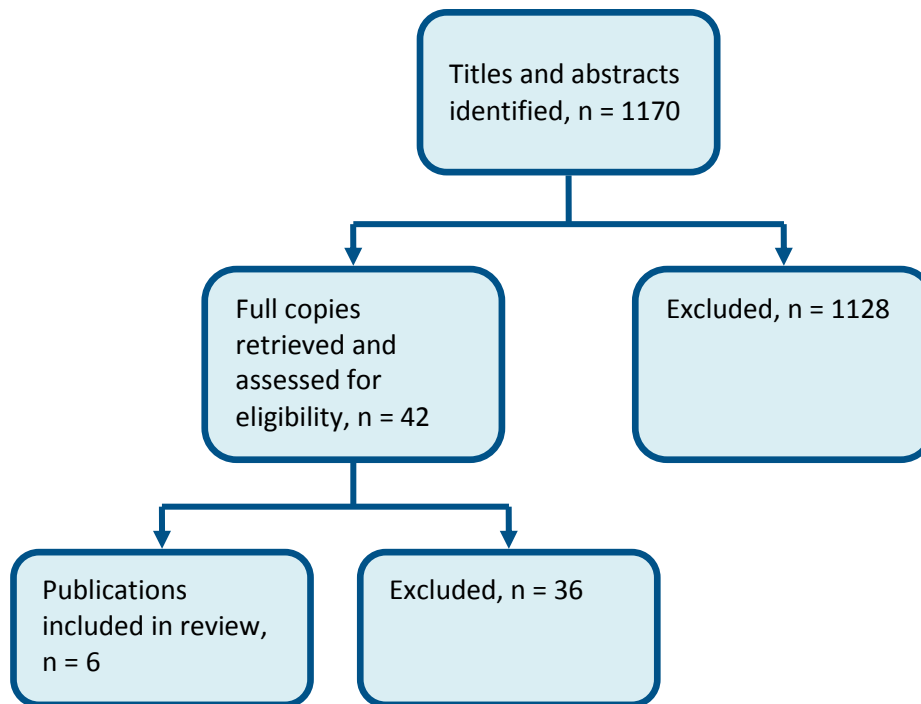 Titles and abstracts
identified, n = 1170
Full copies
retrieved and
assessed for
eligibility, n = 42
Excluded, n = 1128
Publications
included in review,
n = 6
Excluded, n = 36